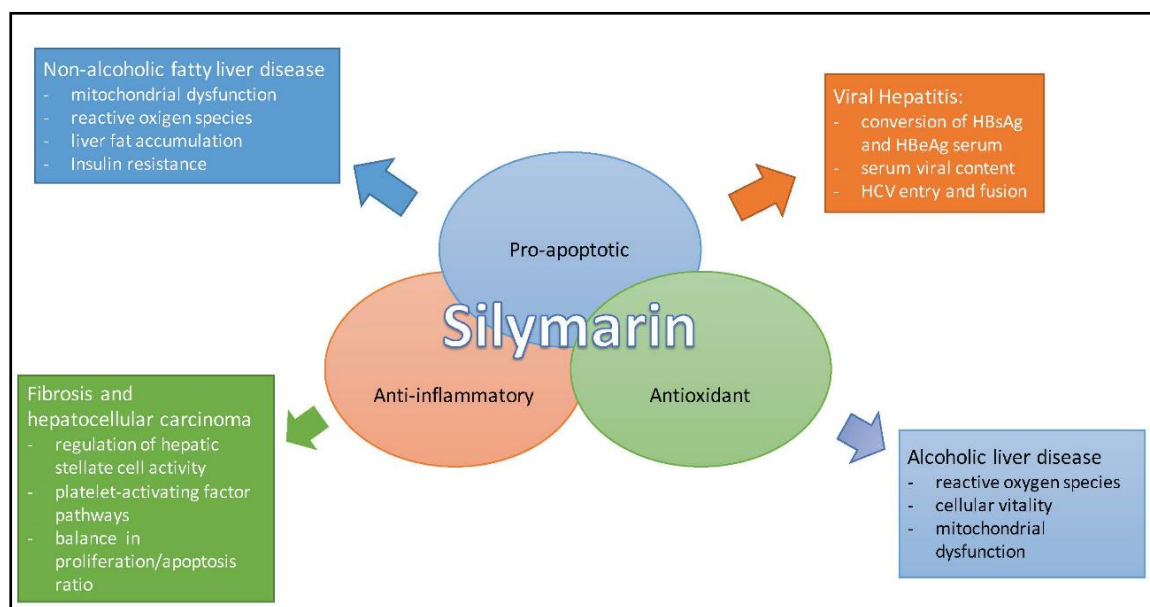 Non-alcoholic fatty liver disease
- mitochondrial dysfunction
- reactive oxigen species
- liver fat accumulation
- Insulin resistance
Viral Hepatitis:
- conversion of HBsAg
and HBeAg serum
- serum viral content
- HCV entry and fusion
Pro-apoptotic
Silymarin
Anti-inflammatory
Antioxidant
Fibrosis and
hepatocellular carcinoma
- regulation of hepatic
stellate cell activity
- platelet-activating factor
pathways
- balance in
proliferation/apoptosis
ratio
Alcoholic liver disease
- reactive oxygen species
- cellular vitality
- mitochondrial
dysfunction